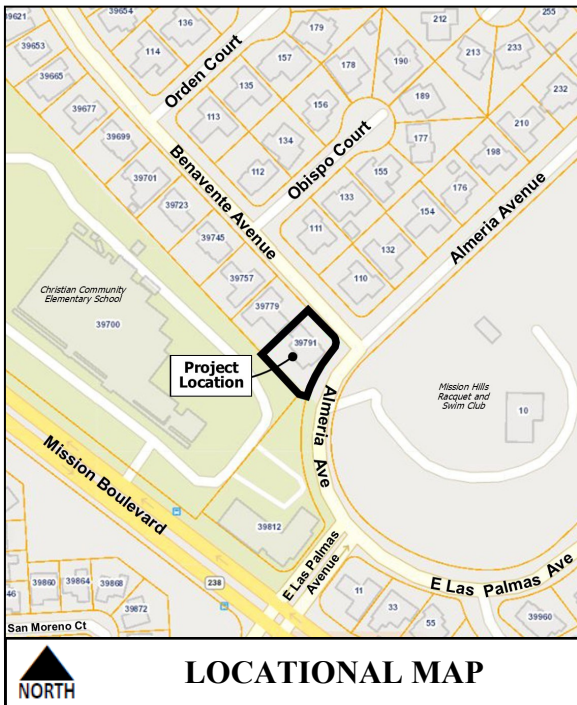 39621
39654
136
179
212
255
39653
114
Orden Court
157
178
190
213
233
39665
135
189
232
39677
113
156
210
39699
134
Obispo Court
177
198
Benavente Avenue
39701
112
155
176
Almeria Avenue
39723
133
154
39745
111
132
39757
110
Christian Community
Elementary School
39779
39700
39791
Project
Location
Mission Hills
Racquet and
Swim Club
10
Almeria Ave
Mission Boulevard
39812
E Las Palmas
Avenue
E Las Palmas Ave
238
39860
39864
39868
46
39872
11
33
55
39960
San Moreno Ct
NORTH
LOCATIONAL MAP